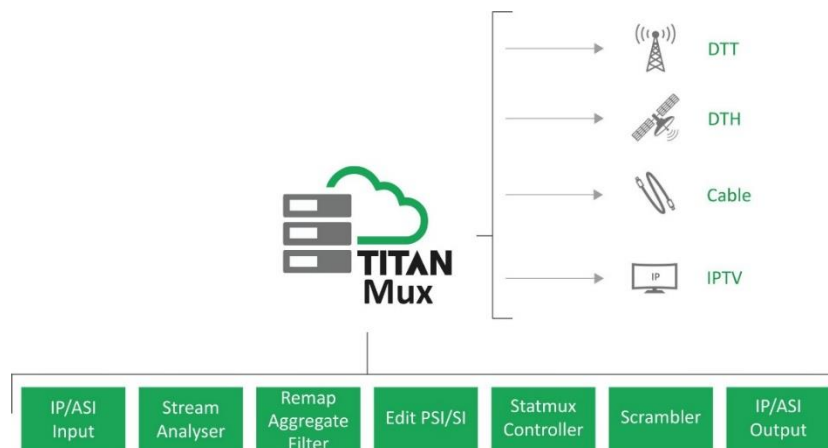 DTT
DTH
Cable
IP
IPTV
TITAN
Mux
IP/ASI
Input
Stream
Analyser
Remap
Aggregate
Filter
Edit PSI/SI
Statmux
Controller
Scrambler
IP/ASI
Output